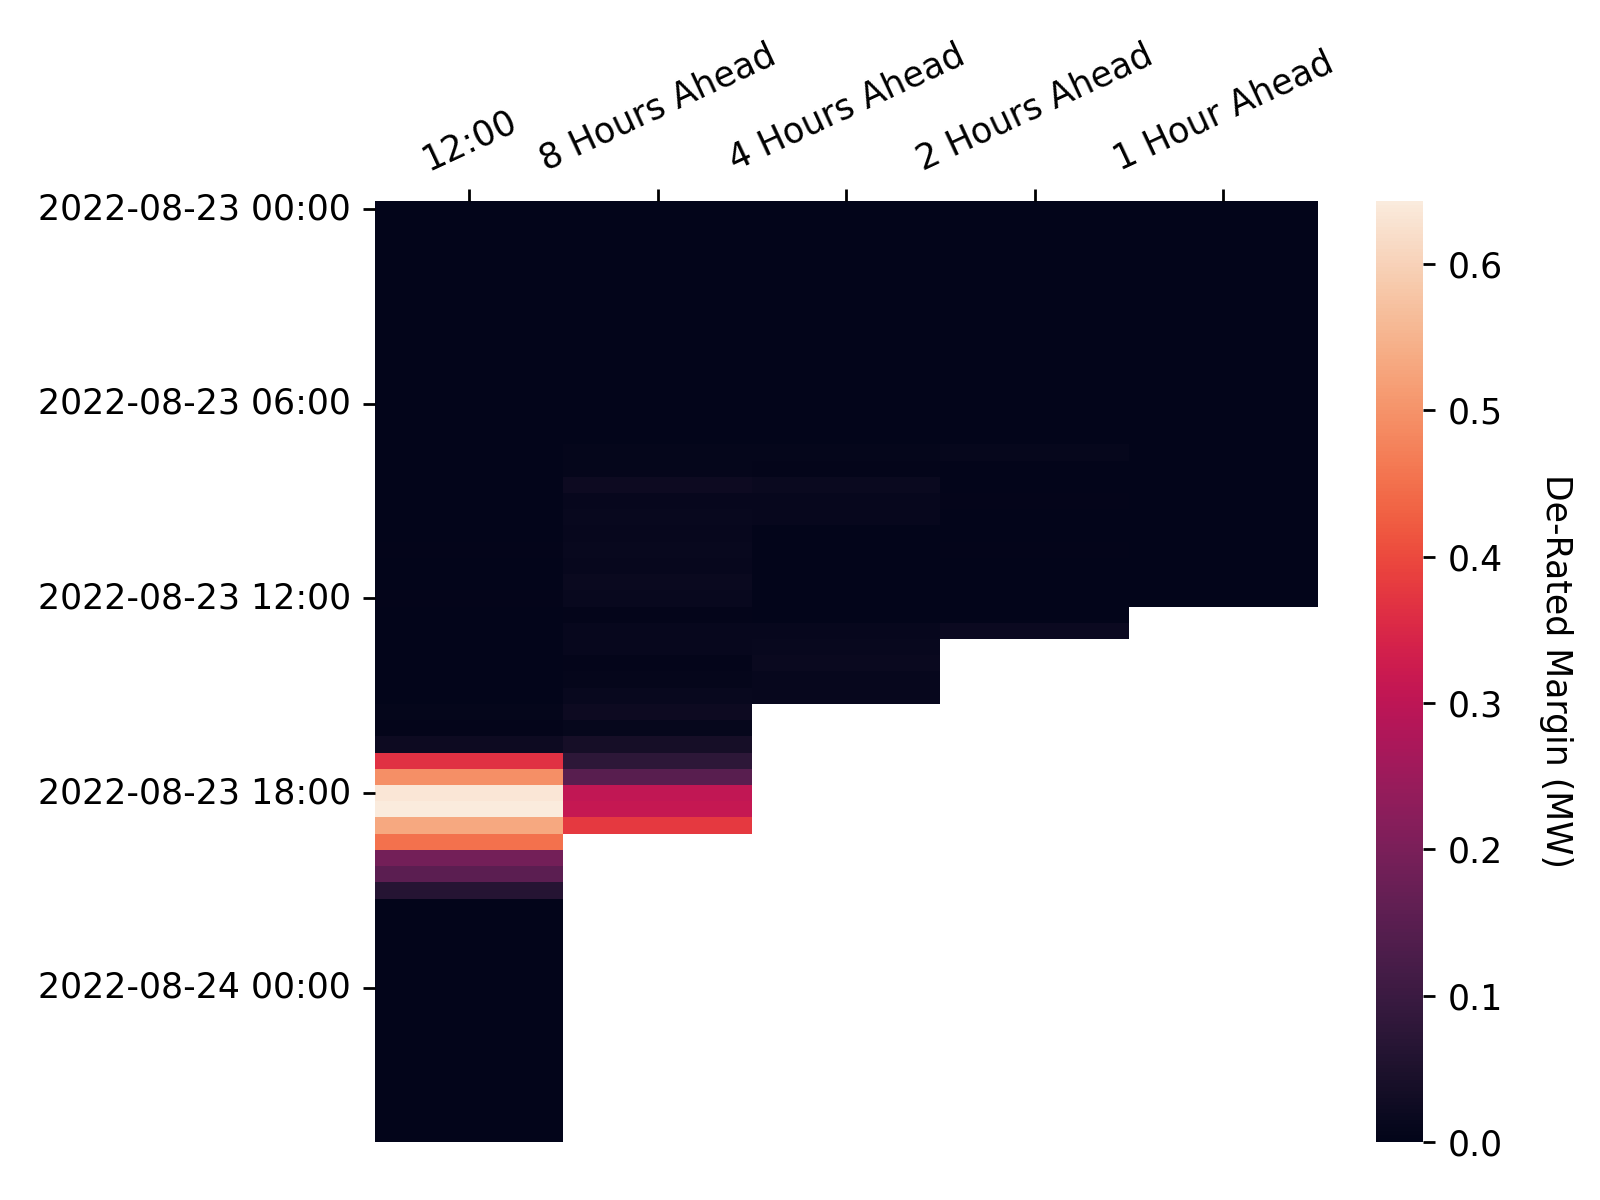 12:00
8 Hours Ahead
4 Hours Ahead
2 Hours Ahead
1 Hour Ahead
2022-08-23 00:00
2022-08-23 06:00
2022-08-23 12:00
2022-08-23 18:00
2022-08-24 00:00
0.6
0.5
0.4
0.3
0.2
0.1
0.0
De-Rated Margin (MW)